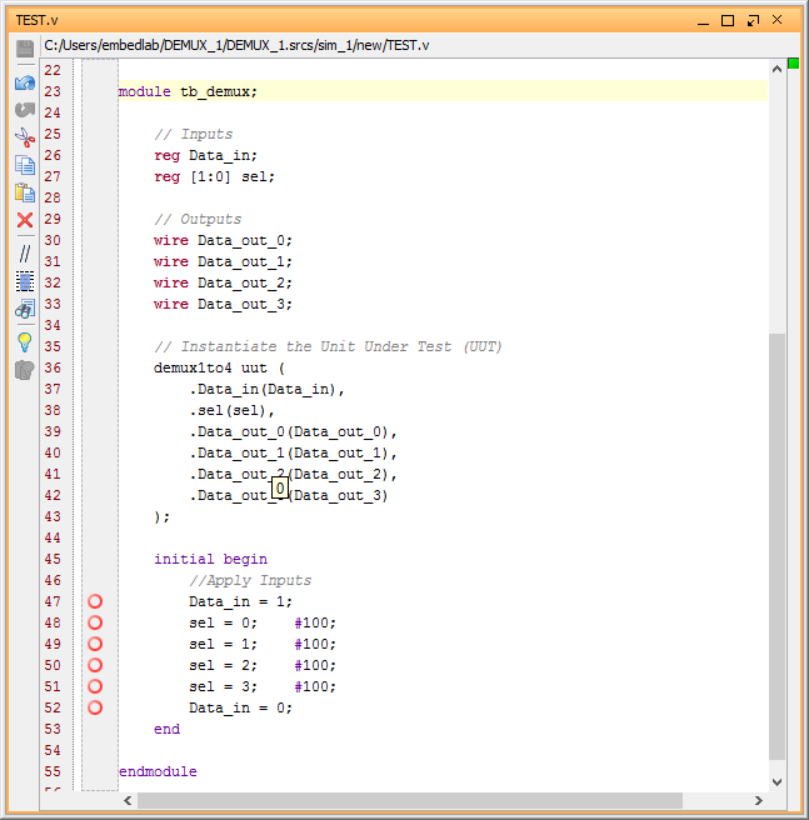 TEST.v
C:/Users/embedlab/DEMUX_1/DEMUX_1.srcs/sim_1/new/TEST.v
22
23 module tb_demux;
24
25 // Inputs
26 reg Data_in;
27 reg [1:0] sel;
28
29 // Outputs
30 wire Data_out_0;
31 wire Data_out_1;
32 wire Data_out_2;
33 wire Data_out_3;
34
35 // Instantiate the Unit Under Test (UUT)
36 demux1to4 uut (
37 .Data_in(Data_in),
38 .sel(sel),
39 .Data_out_0(Data_out_0),
40 .Data_out_1(Data_out_1),
41 .Data_out_2(Data_out_2),
0
42 .Data_out_3(Data_out_3)
43 );
44
45 initial begin
46 //Apply Inputs
47 Data_in = 1;
48 sel = 0; #100;
49 sel = 1; #100;
50 sel = 2; #100;
51 sel = 3; #100;
52 Data_in = 0;
53 end
54
55 endmodule